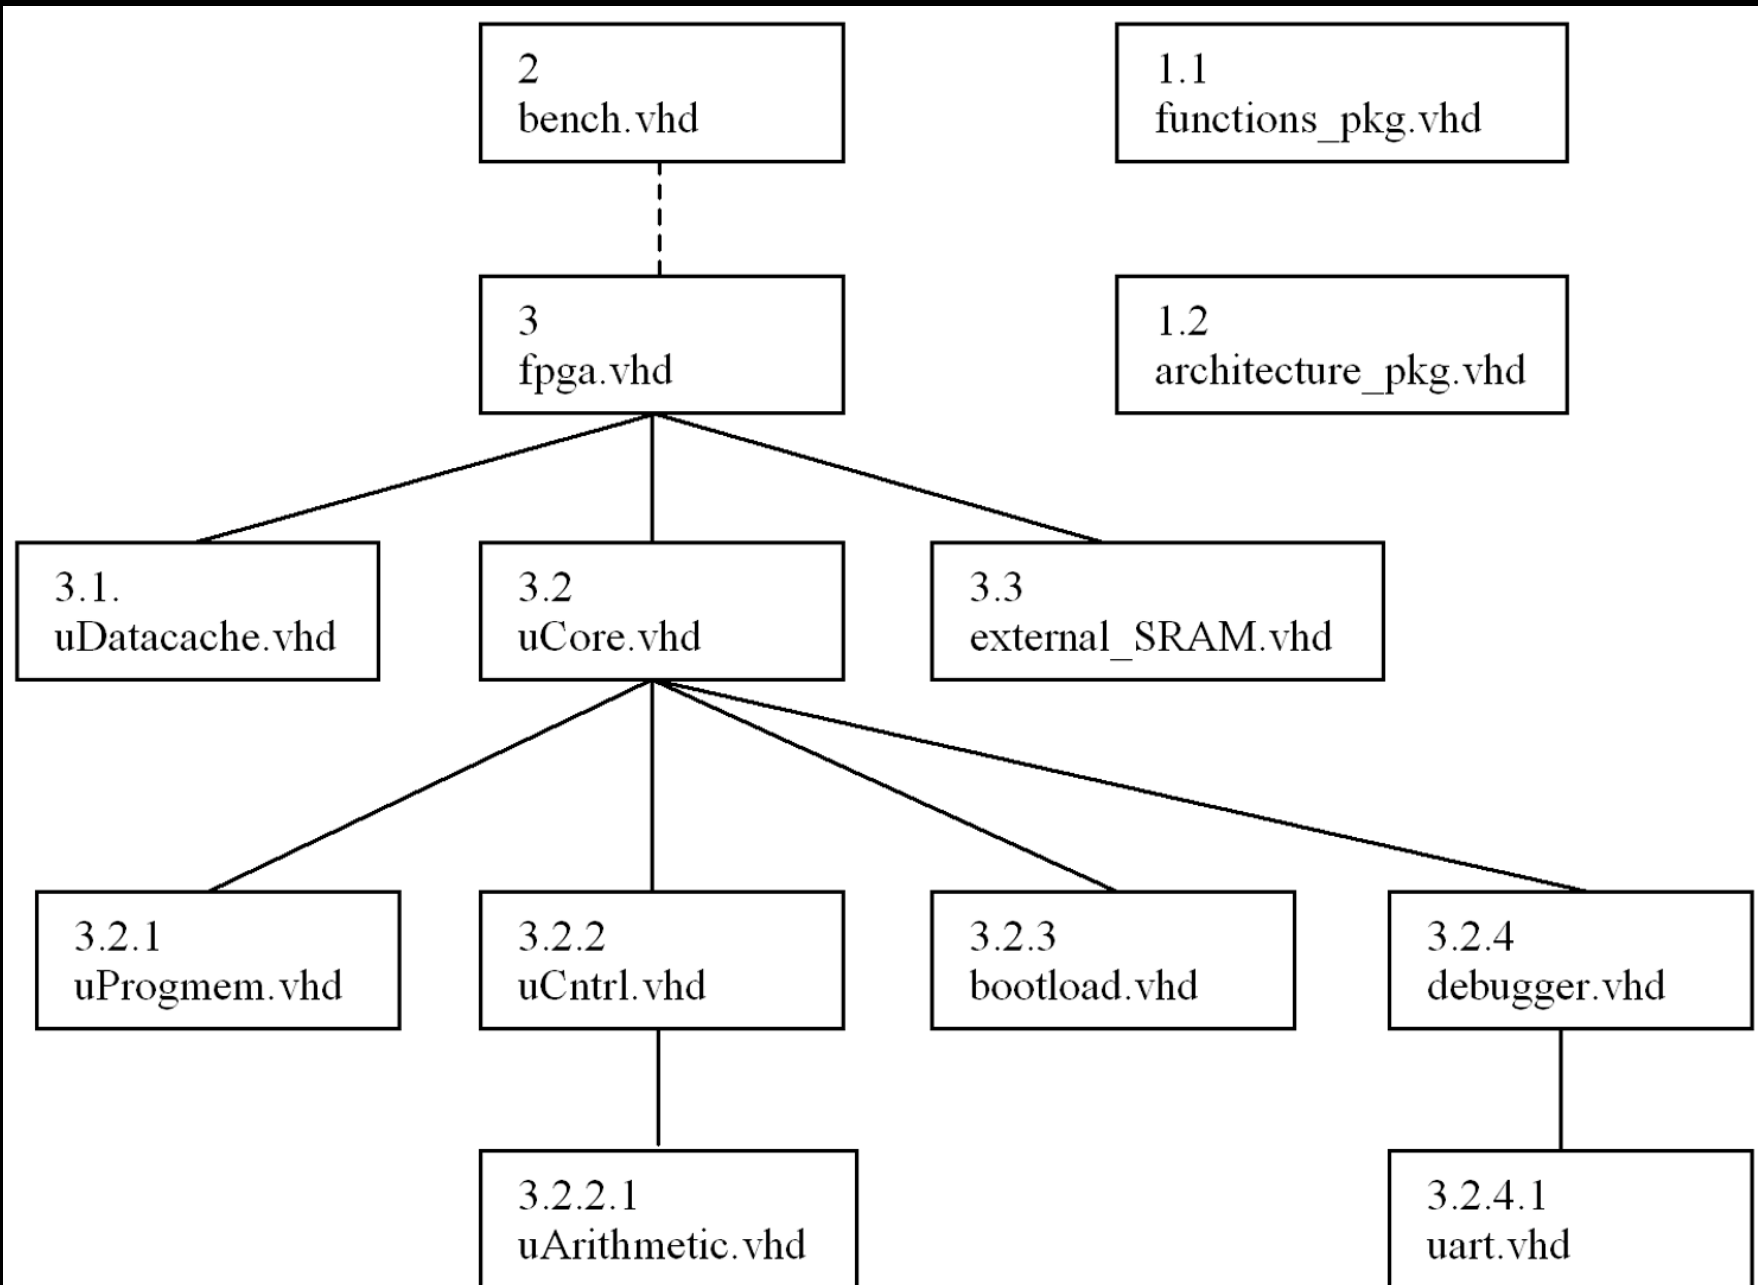 2
bench.vhd
1.1
functions_pkg.vhd
3
fpga.vhd
1.2
architecture_pkg.vhd
3.1.
uDatacache.vhd
3.2
uCore.vhd
3.3
external_SRAM.vhd
3.2.1
uProgmem.vhd
3.2.2
uCntrl.vhd
3.2.3
bootload.vhd
3.2.4
debugger.vhd
3.2.2.1
uArithmetic.vhd
3.2.4.1
uart.vhd